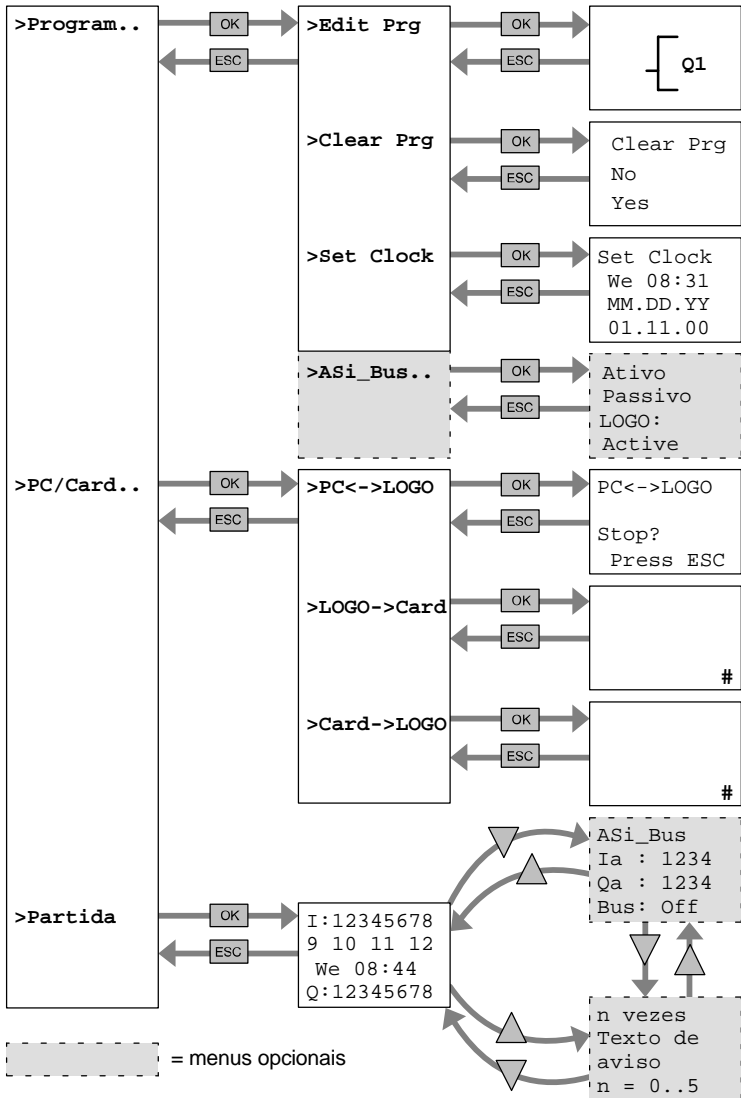 >Program.. OK >Edit Prg OK
ESC ESC Q1
>Clear Prg OK Clear Prg
ESC No
Yes
>Set Clock OK Set Clock
ESC We 08:31
MM.DD.YY
01.11.00
>ASi_Bus.. OK Ativo
ESC Passivo
LOGO:
Active
>PC/Card.. OK >PC<->LOGO OK PC<->LOGO
ESC ESC Stop?
Press ESC
>LOGO->Card OK
ESC
#
>Card->LOGO OK
ESC
#
ASi_Bus
Ia : 1234
Qa : 1234
Bus: Off
>Partida OK I:12345678
ESC 9 10 11 12
We 08:44
Q:12345678
n vezes
Texto de
aviso
n = 0..5
= menus opcionais